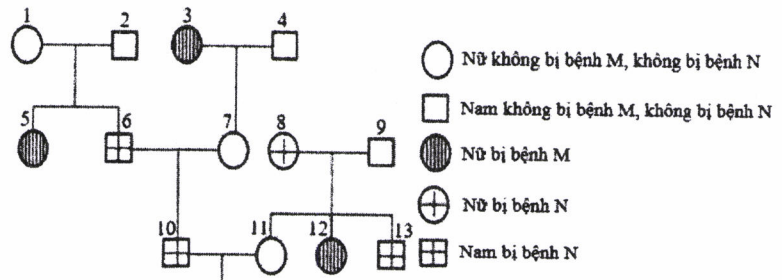 1
2
3
4
Nữ không bị bệnh M, không bị bệnh N
Nam không bị bệnh M, không bị bệnh N
5
6
7
8
9
Nữ bị bệnh M
Nữ bị bệnh N
10
11
12
13
Nam bị bệnh N